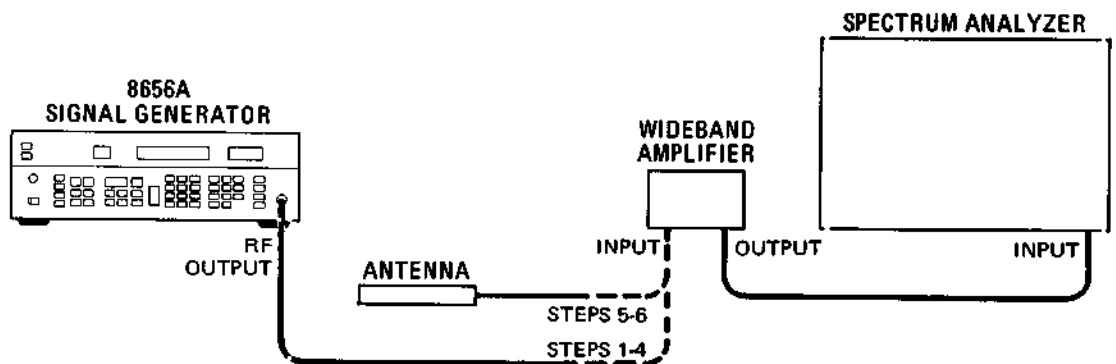 SPECTRUM ANALYZER
8656A
SIGNAL GENERATOR
WIDEBAND
AMPLIFIER
RF
OUTPUT
INPUT
OUTPUT
INPUT
ANTENNA
STEPS 5-6
STEPS 1-4